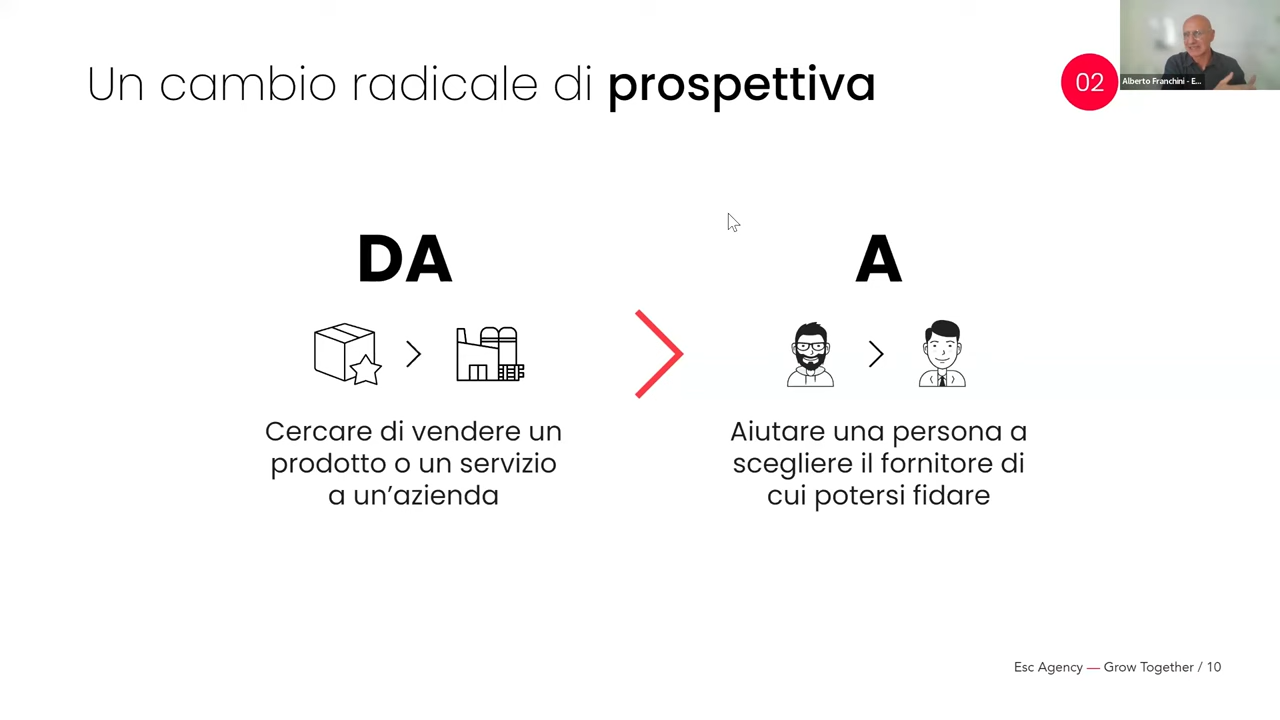 Un cambio radicale di prospettiva
02
Alberto Franchini - E...
DA
A
Cercare di vendere un
prodotto o un servizio
a un’azienda
Aiutare una persona a
scegliere il fornitore di
cui potersi fidare
Esc Agency — Grow Together / 10